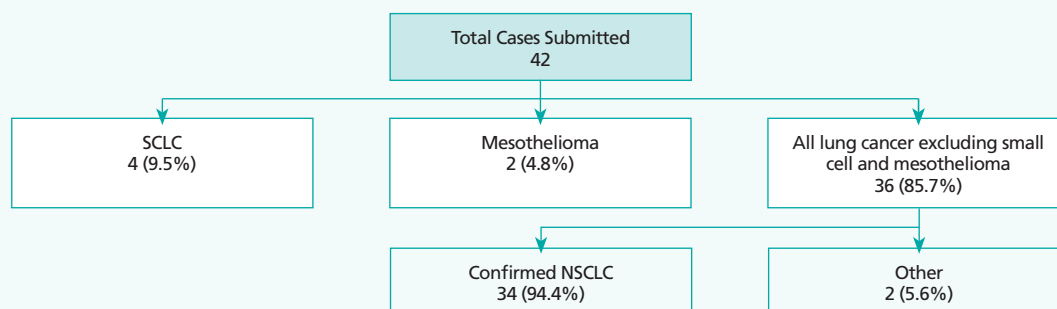 Total Cases Submitted
42
SCLC
4 (9.5%)
Mesothelioma
2 (4.8%)
All lung cancer excluding small
cell and mesothelioma
36 (85.7%)
Confirmed NSCLC
34 (94.4%)
Other
2 (5.6%)